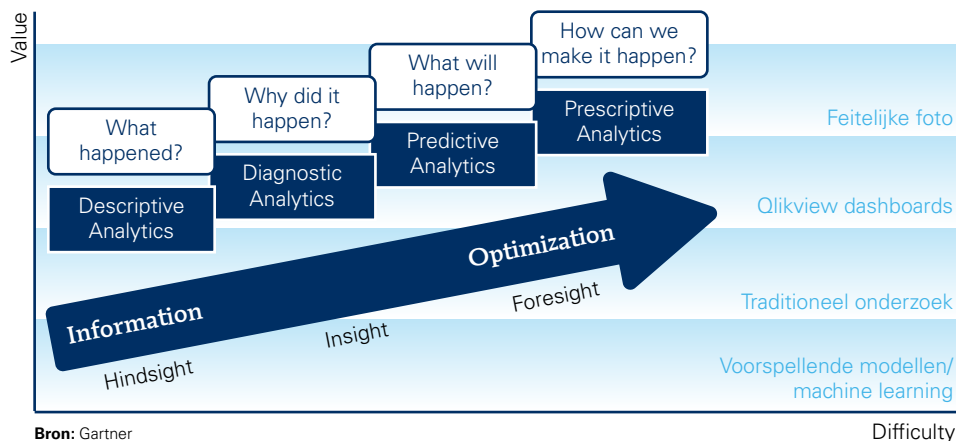 Value
What
happened?
Why did it
happen?
What will
happen?
How can we
make it happen?
Descriptive
Analytics
Diagnostic
Analytics
Predictive
Analytics
Prescriptive
Analytics
Feitelijke foto
Qlikview dashboards
Traditioneel onderzoek
Voorspellende modellen/
machine learning
Information
Optimization
Hindsight
Insight
Foresight
Bron: Gartner
Difficulty